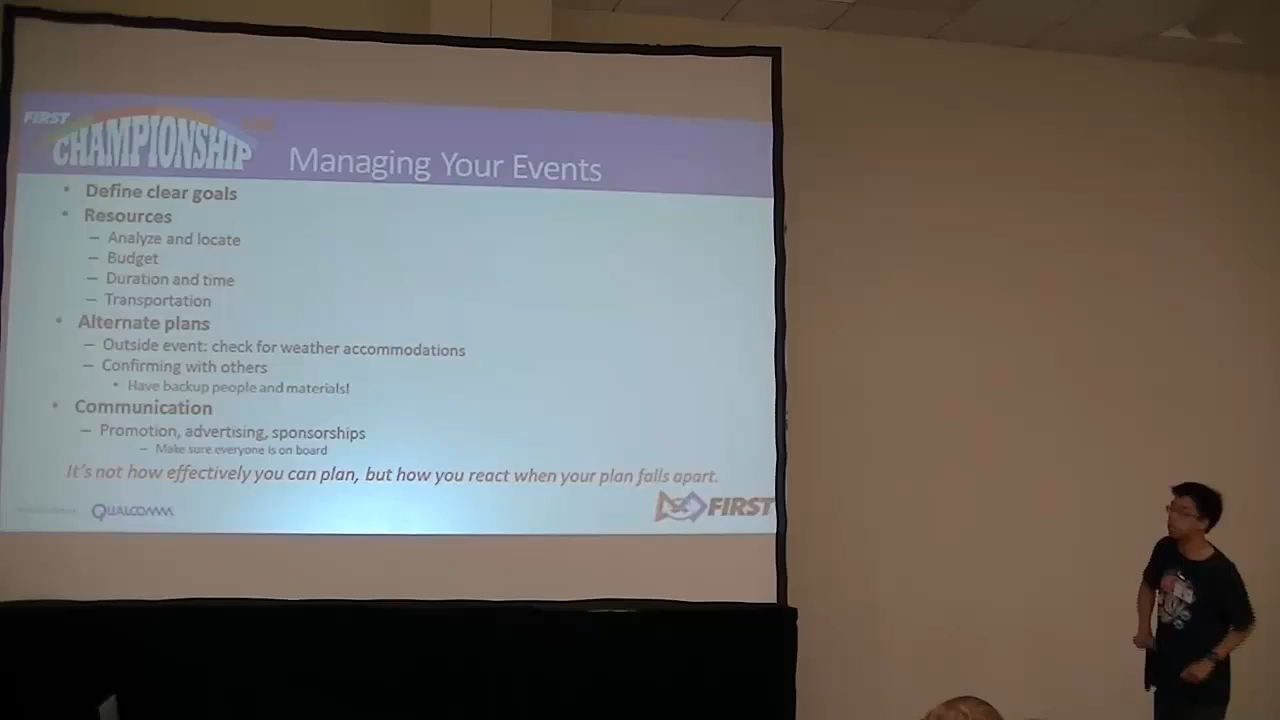 FIRST
CHAMPIONSHIP
Managing Your Events
• Define clear goals
• Resources
– Analyze and locate
– Budget
– Duration and time
– Transportation
• Alternate plans
– Outside event: check for weather accommodations
– Confirming with others
• Have backup people and materials!
• Communication
– Promotion, advertising, sponsorships
– Make sure everyone is on board
It's not how effectively you can plan, but how you react when your plan falls apart.
QUALCOMM
FIRST